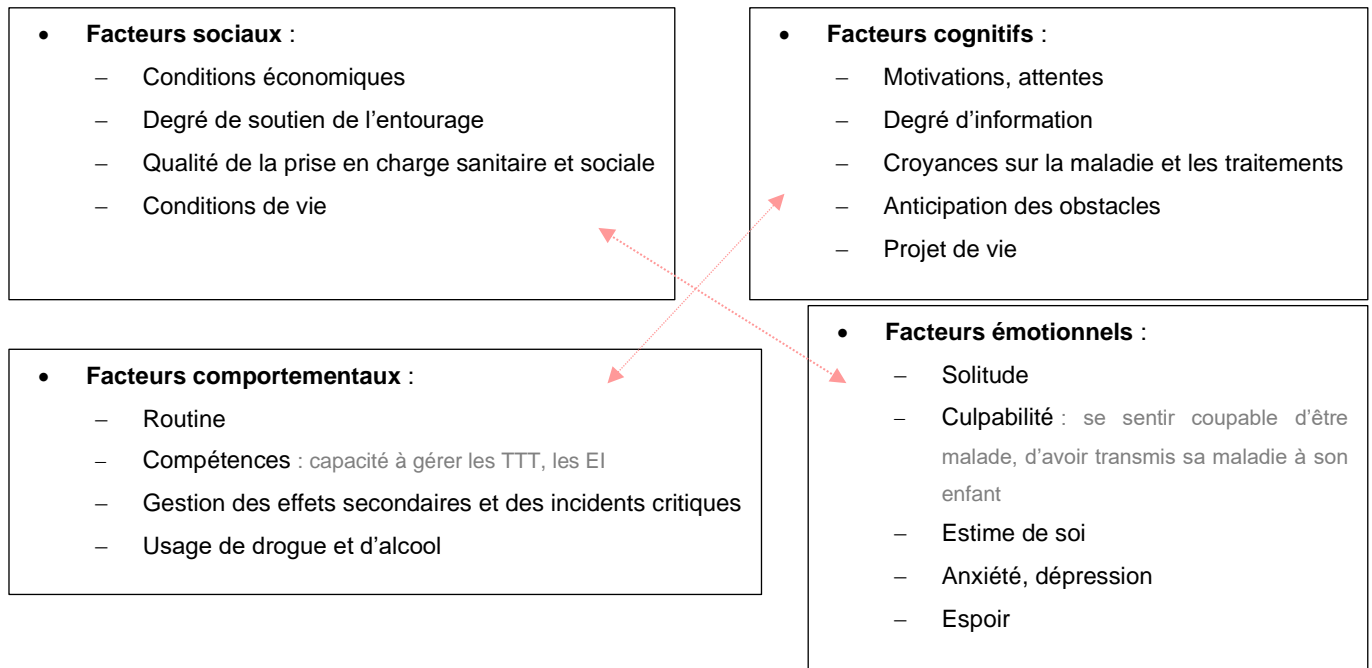 • Facteurs sociaux :
– Conditions économiques
– Degré de soutien de l’entourage
– Qualité de la prise en charge sanitaire et sociale
– Conditions de vie
• Facteurs cognitifs :
– Motivations, attentes
– Degré d’information
– Croyances sur la maladie et les traitements
– Anticipation des obstacles
– Projet de vie
• Facteurs comportementaux :
– Routine
– Compétences : capacité à gérer les TTT, les EI
– Gestion des effets secondaires et des incidents critiques
– Usage de drogue et d’alcool
• Facteurs émotionnels :
– Solitude
– Culpabilité : se sentir coupable d’être
malade, d’avoir transmis sa maladie à son
enfant
– Estime de soi
– Anxiété, dépression
– Espoir